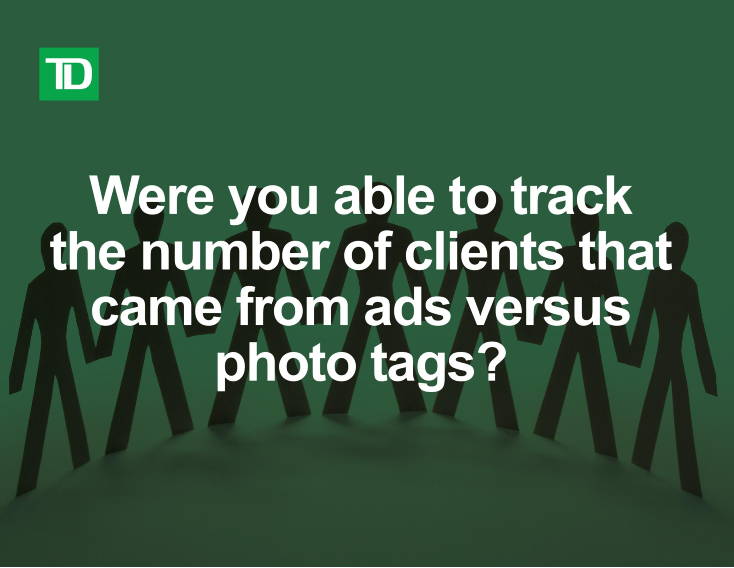 TD
Were you able to track
the number of clients that
came from ads versus
photo tags?